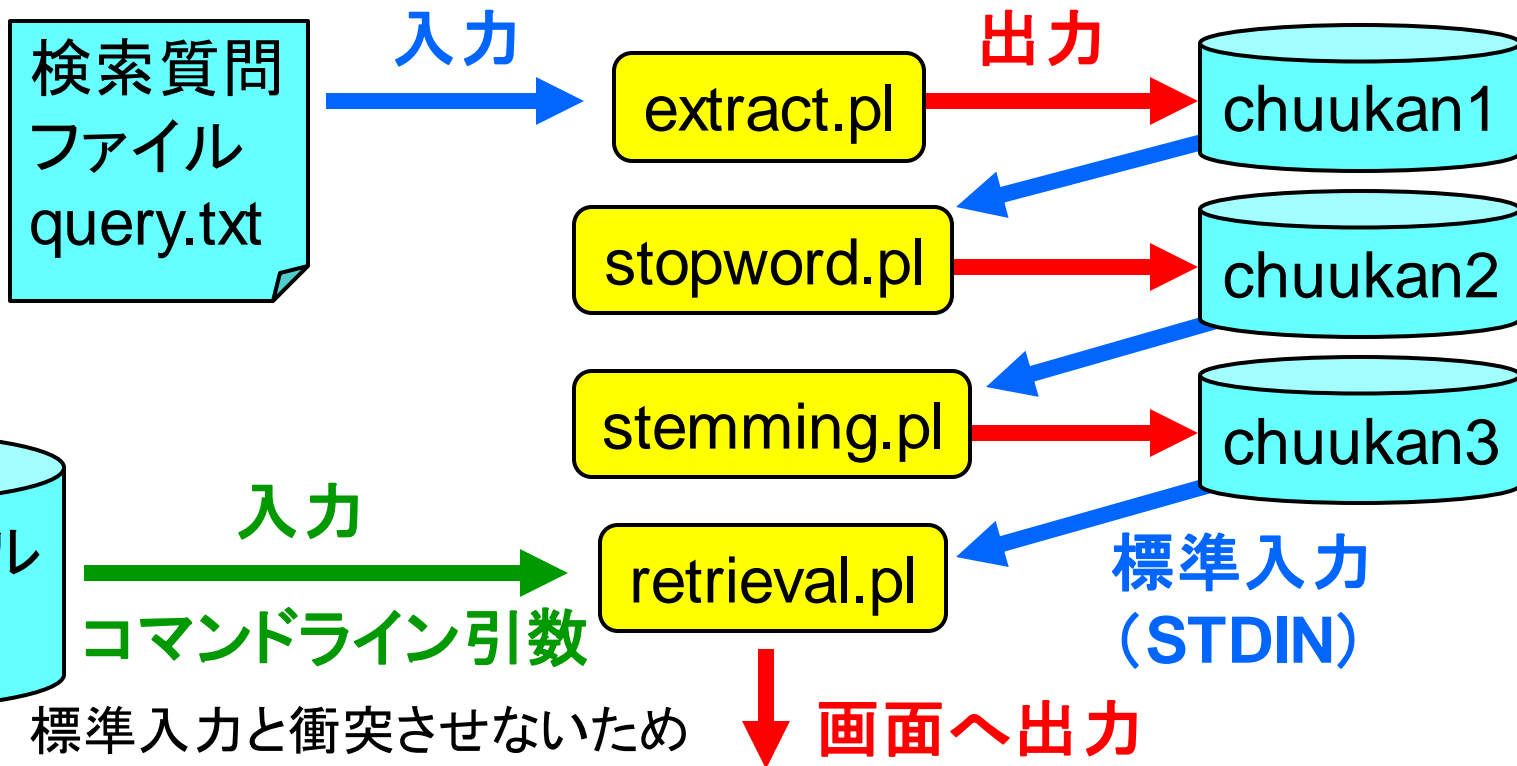 検索質問
ファイル
query.txt
入力
extract.pl
出力
chuukan1
stopword.pl
chuukan2
stemming.pl
chuukan3
ル
入力
コマンドライン引数
retrieval.pl
標準入力
（STDIN）
標準入力と衝突させないため
画面へ出力